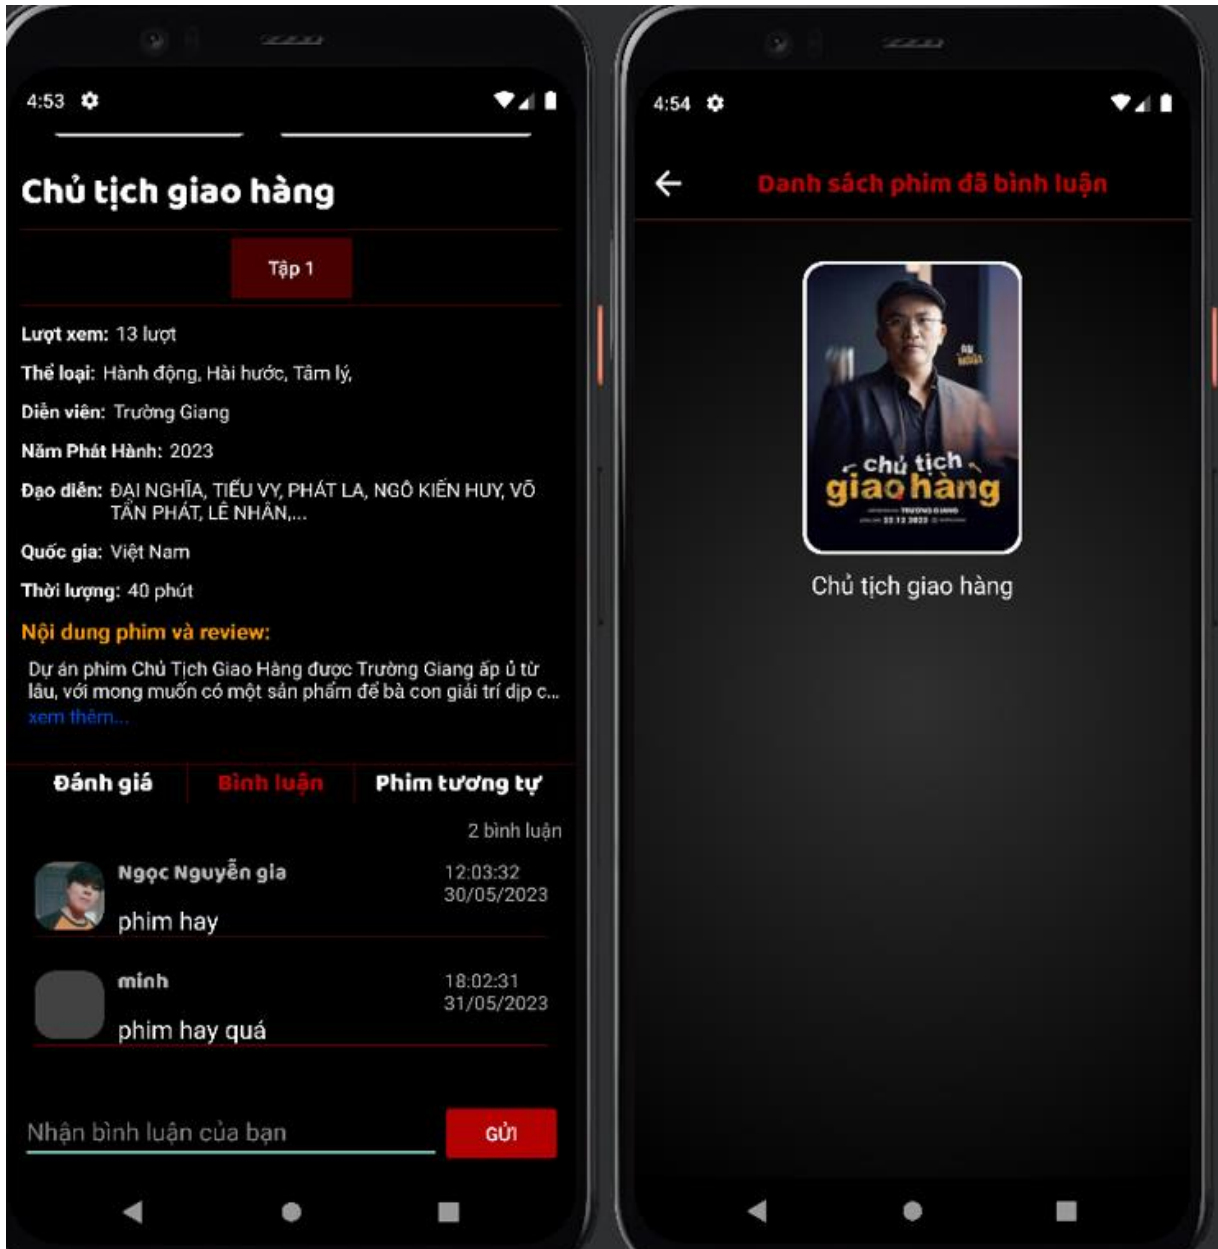 4:53
Chủ tịch giao hàng
Tập 1
Lượt xem: 13 lượt
Thể loại: Hành động, Hài hước, Tâm lý,
Diễn viên: Trường Giang
Năm Phát Hành: 2023
Đạo diễn: ĐẠI NGHĨA, TIỂU VY, PHÁT LA, NGÔ KIẾN HUY, VÕ
TẤN PHÁT, LÊ NHÂN,...
Quốc gia: Việt Nam
Thời lượng: 40 phút
Nội dung phim và review:
Dự án phim Chủ Tịch Giao Hàng được Trường Giang ấp ủ từ
lâu, với mong muốn có một sản phẩm để bà con giải trí dịp c...
xem thêm...
Đánh giá Bình luận Phim tương tự
2 bình luận
Ngọc Nguyễn gia 12:03:32
30/05/2023
phim hay
minh 18:02:31
31/05/2023
phim hay quá
Nhận bình luận của bạn GỬI
4:54
Danh sách phim đã bình luận
chủ tịch
giao hàng
TRƯỜNG GIANG
Chủ tịch giao hàng